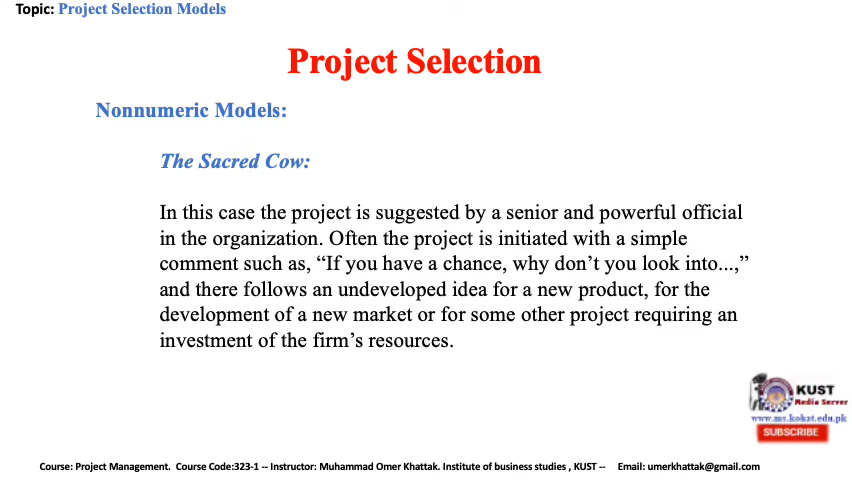 Topic: Project Selection Models
Project Selection
Nonnumeric Models:
The Sacred Cow:
In this case the project is suggested by a senior and powerful official
in the organization. Often the project is initiated with a simple
comment such as, “If you have a chance, why don’t you look into...,”
and there follows an undeveloped idea for a new product, for the
development of a new market or for some other project requiring an
investment of the firm’s resources.
KUST
Media Server
www.ms.kohat.edu.pk
SUBSCRIBE
Course: Project Management. Course Code:323-1 -- Instructor: Muhammad Omer Khattak. Institute of business studies , KUST -- Email: umerkhattak@gmail.com